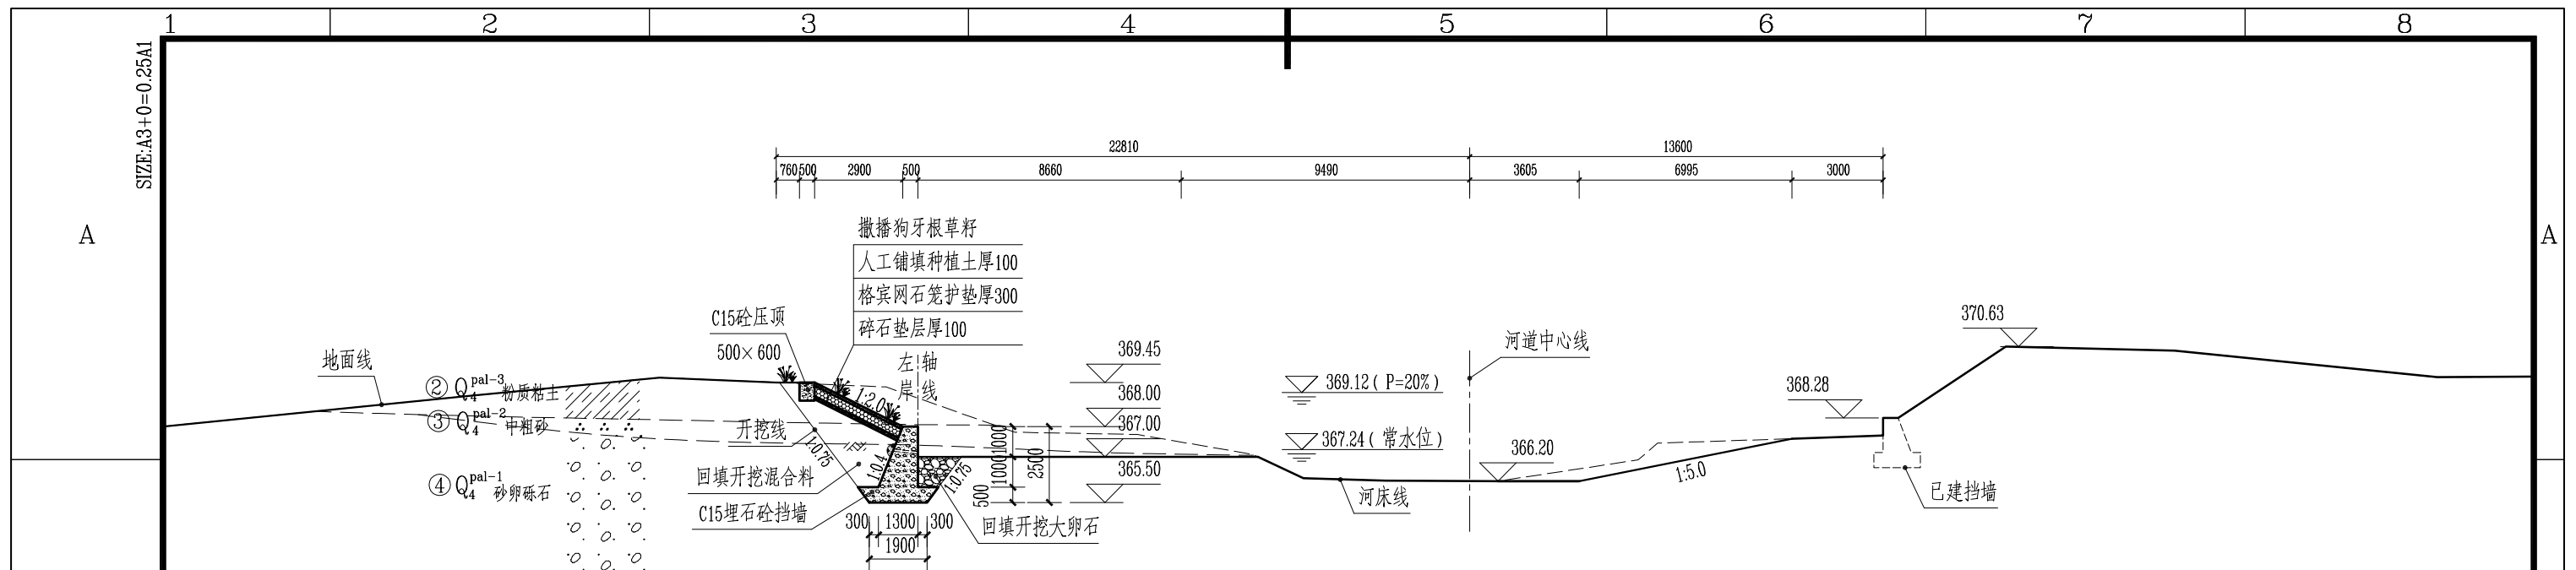 1 2 3 4 5 6 7 8
SIZE:A3+0=0.25A1
A
A
22810 13600
760 500 2900 500 8660 9490 3605 6995 3000
撒播狗牙根草籽
人工铺填种植土厚100
格宾网石笼护垫厚300
碎石垫层厚100
C15砼压顶
500×600
左岸 轴线
地面线
② Q4 pal-3 粉质粘土
③ Q4 pal-2 中粗砂
④ Q4 pal-1 砂卵砾石
开挖线
1:0.75
1:2.0
1:0.4
1:0.75
回填开挖混合料
C15埋石砼挡墙
300 1300 300
1900
回填开挖大卵石
1000
1000
500
2500
369.45
368.00
367.00
365.50
369.12( P=20%)
367.24( 常水位)
河道中心线
366.20
河床线
1:5.0
368.28
370.63
已建挡墙